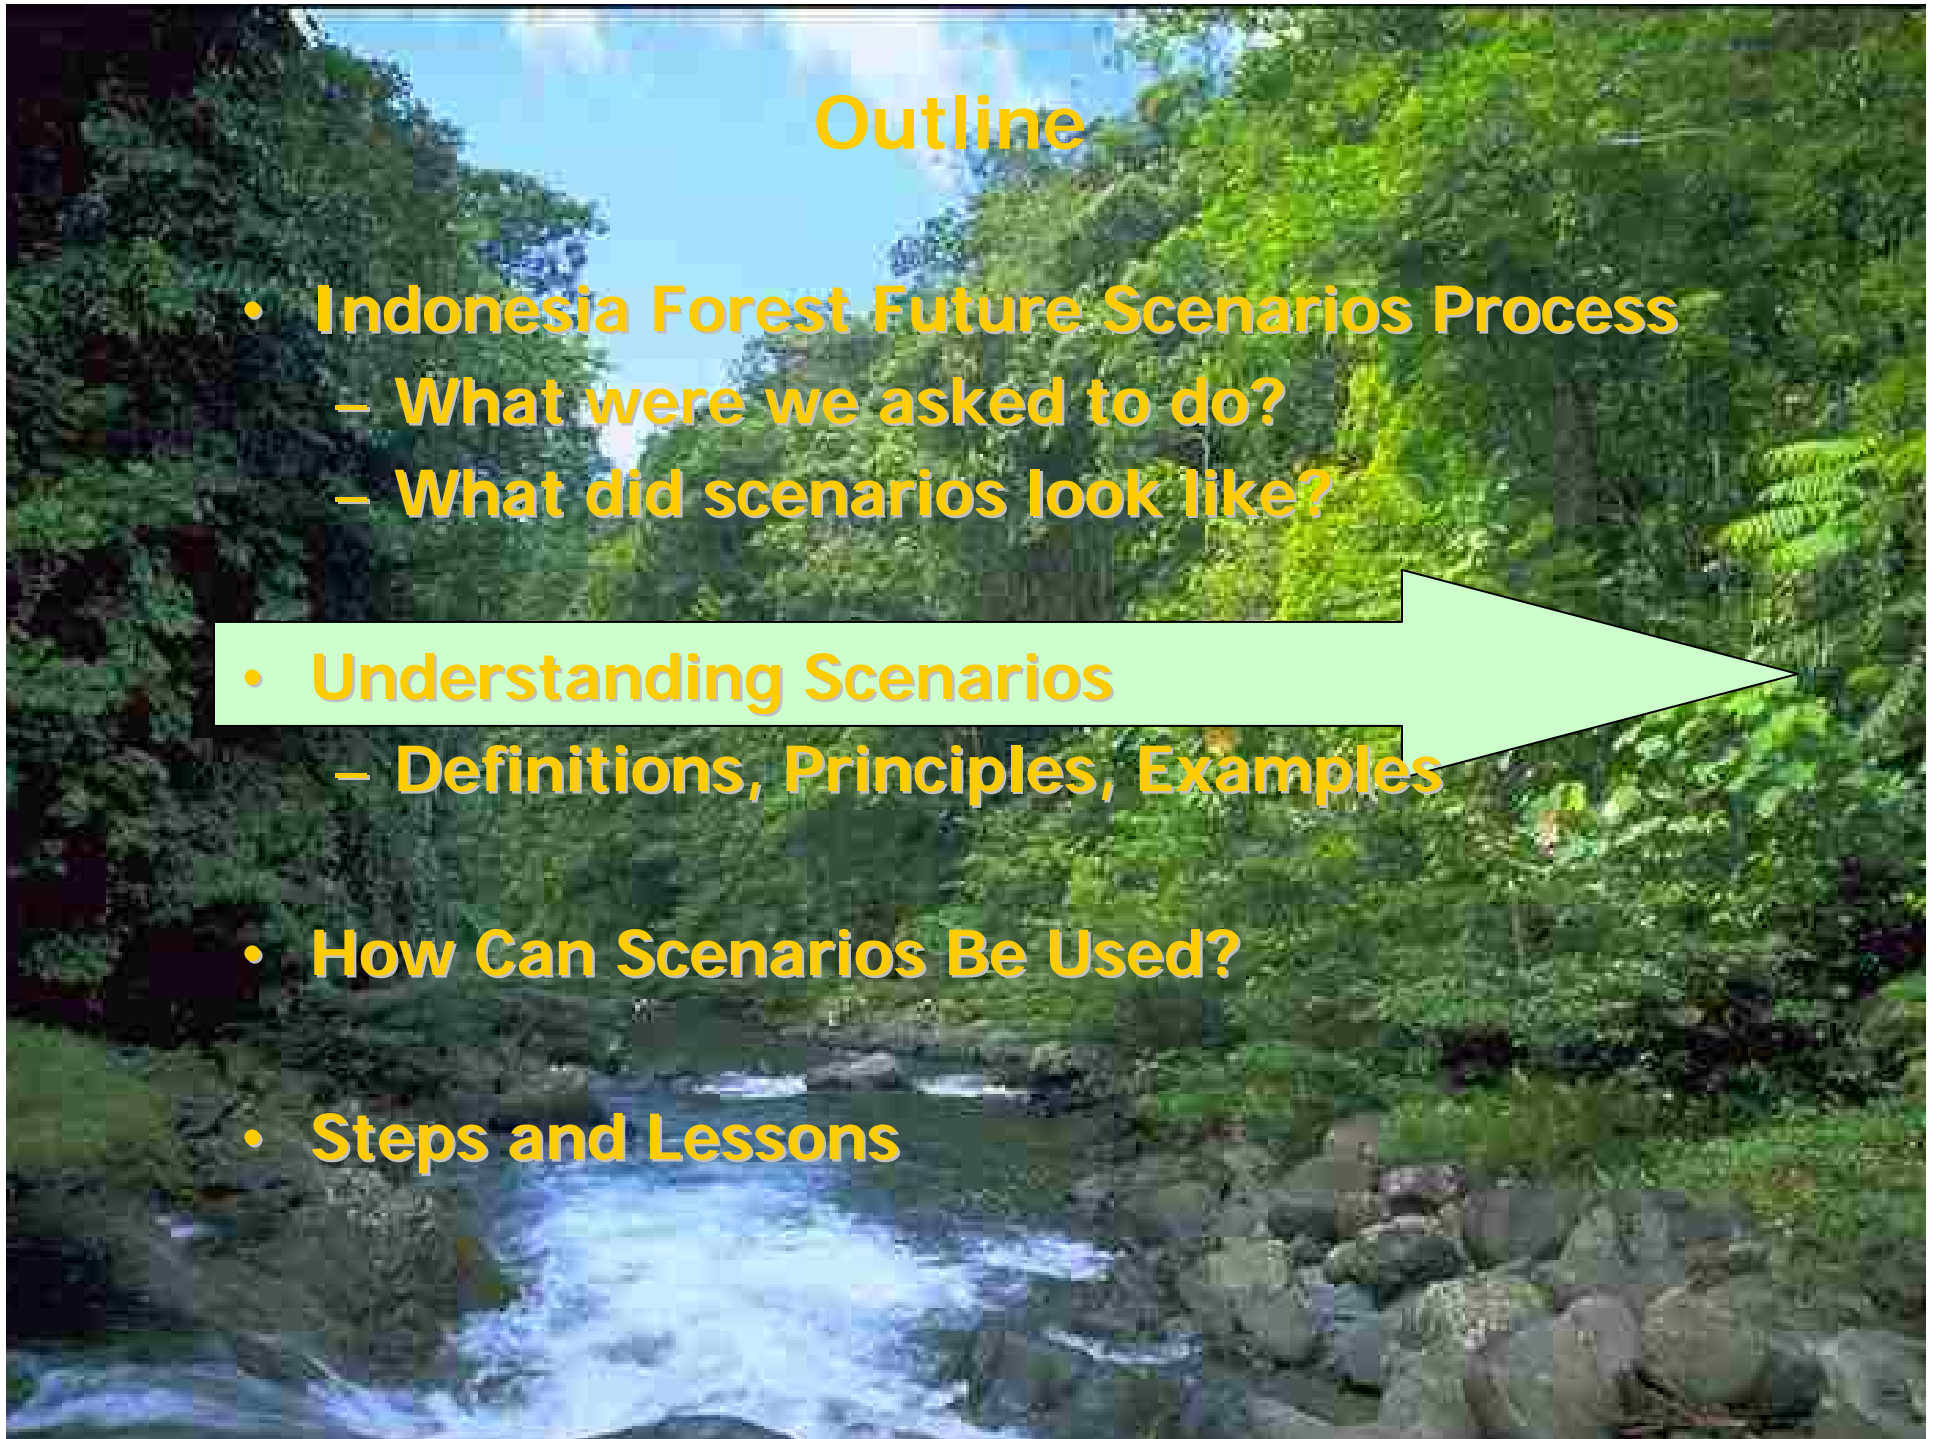 Outline
• Indonesia Forest Future Scenarios Process
– What were we asked to do?
– What did scenarios look like?
• Understanding Scenarios
– Definitions, Principles, Examples
• How Can Scenarios Be Used?
• Steps and Lessons